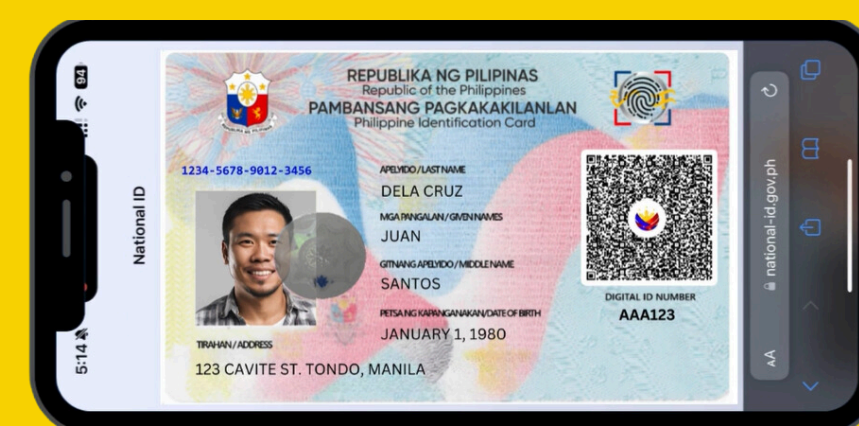 5:14
National ID
94
REPUBLIKA NG PILIPINAS
Republic of the Philippines
PAMBANSANG PAGKAKAKILANLAN
Philippine Identification Card
1234-5678-9012-3456
APELYIDO/LAST NAME
DELA CRUZ
MGA PANGALAN/GIVEN NAMES
JUAN
GITNANG APELYIDO/MIDDLE NAME
SANTOS
PETSA NG KAPANGANAKAN/DATE OF BIRTH
JANUARY 1, 1980
TIRAHAN/ADDRESS
123 CAVITE ST. TONDO, MANILA
DIGITAL ID NUMBER
AAA123
AA
national-id.gov.ph